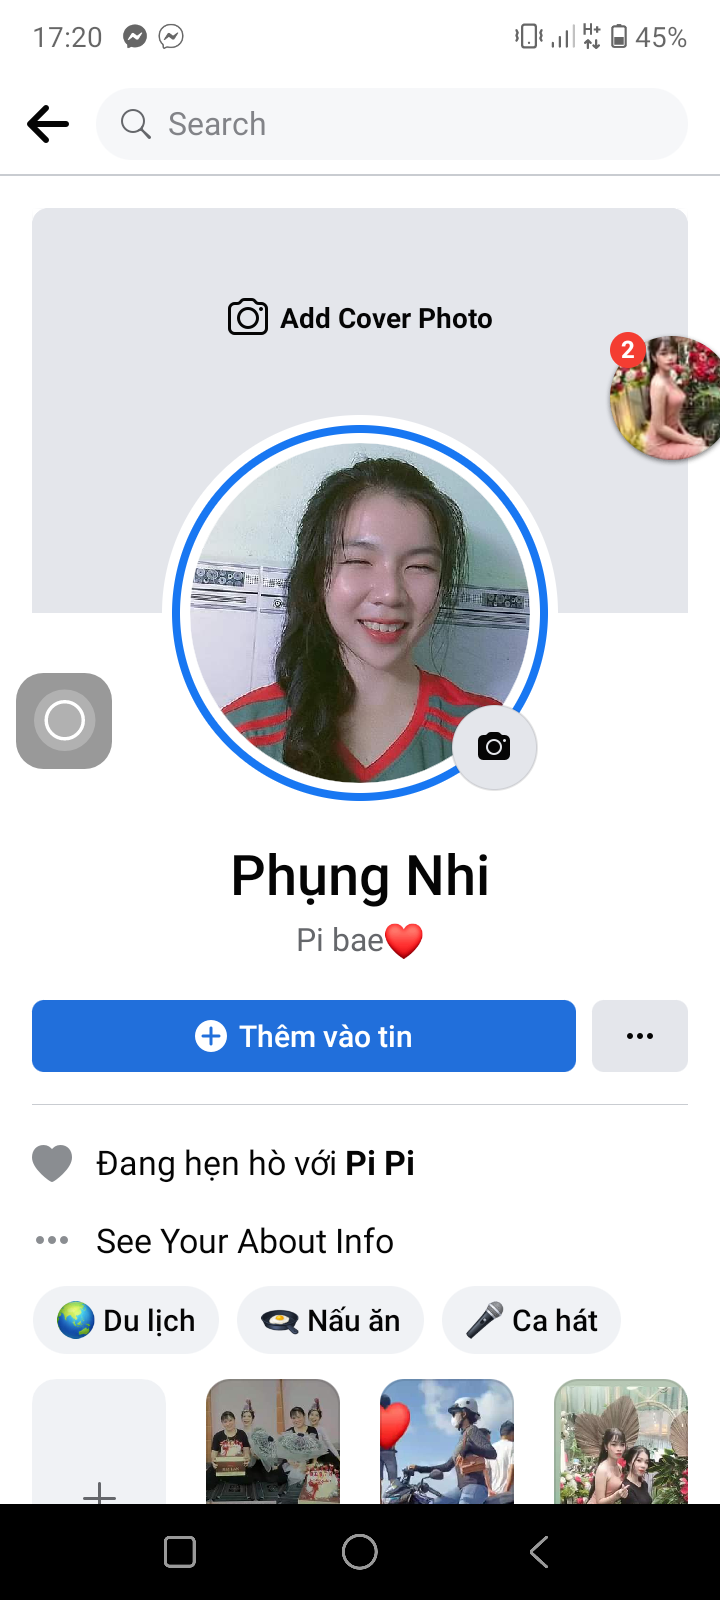 17:20
H+
45%
Search
Add Cover Photo
2
Phụng Nhi
Pi bae❤️
Thêm vào tin
Đang hẹn hò với Pi Pi
See Your About Info
🌏 Du lịch 🍳 Nấu ăn 🎤 Ca hát